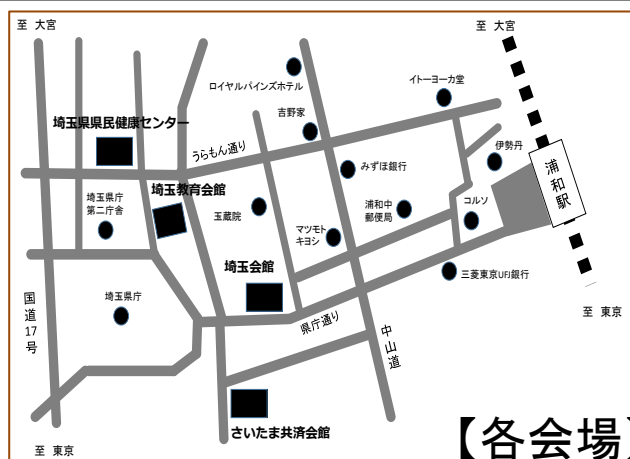 至 大宮
至 大宮
ロイヤルパインズホテル
イトーヨーカ堂
吉野家
埼玉県県民健康センター
うらもん通り
伊勢丹
浦和駅
みずほ銀行
埼玉教育会館
埼玉県庁
第二庁舎
玉蔵院
浦和中
郵便局
コルソ
マツモト
キヨシ
埼玉会館
三菱東京UFJ銀行
国道17号
埼玉県庁
県庁通り
中山道
至 東京
さいたま共済会館
至 東京
【各会場】